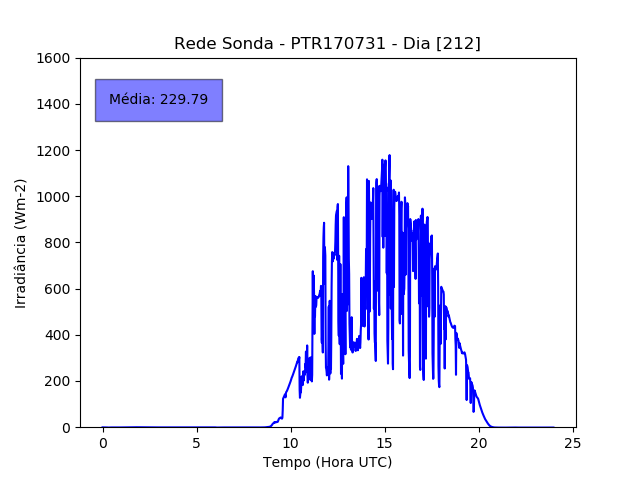 Rede Sonda - PTR170731 - Dia [212]
1600
1400
1200
1000
800
600
400
200
0
Média: 229.79
Irradiância (Wm-2)
0 5 10 15 20 25
Tempo (Hora UTC)